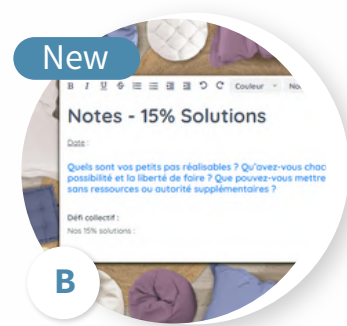 New
B I U S Couleur
Notes - 15% Solutions
Date :
Quels sont vos petits pas réalisables ? Qu'avez-vous chac
possibilité et la liberté de faire ? Que pouvez-vous mettre
sans ressources ou autorité supplémentaires ?
Défi collectif :
Nos 15% solutions :
B